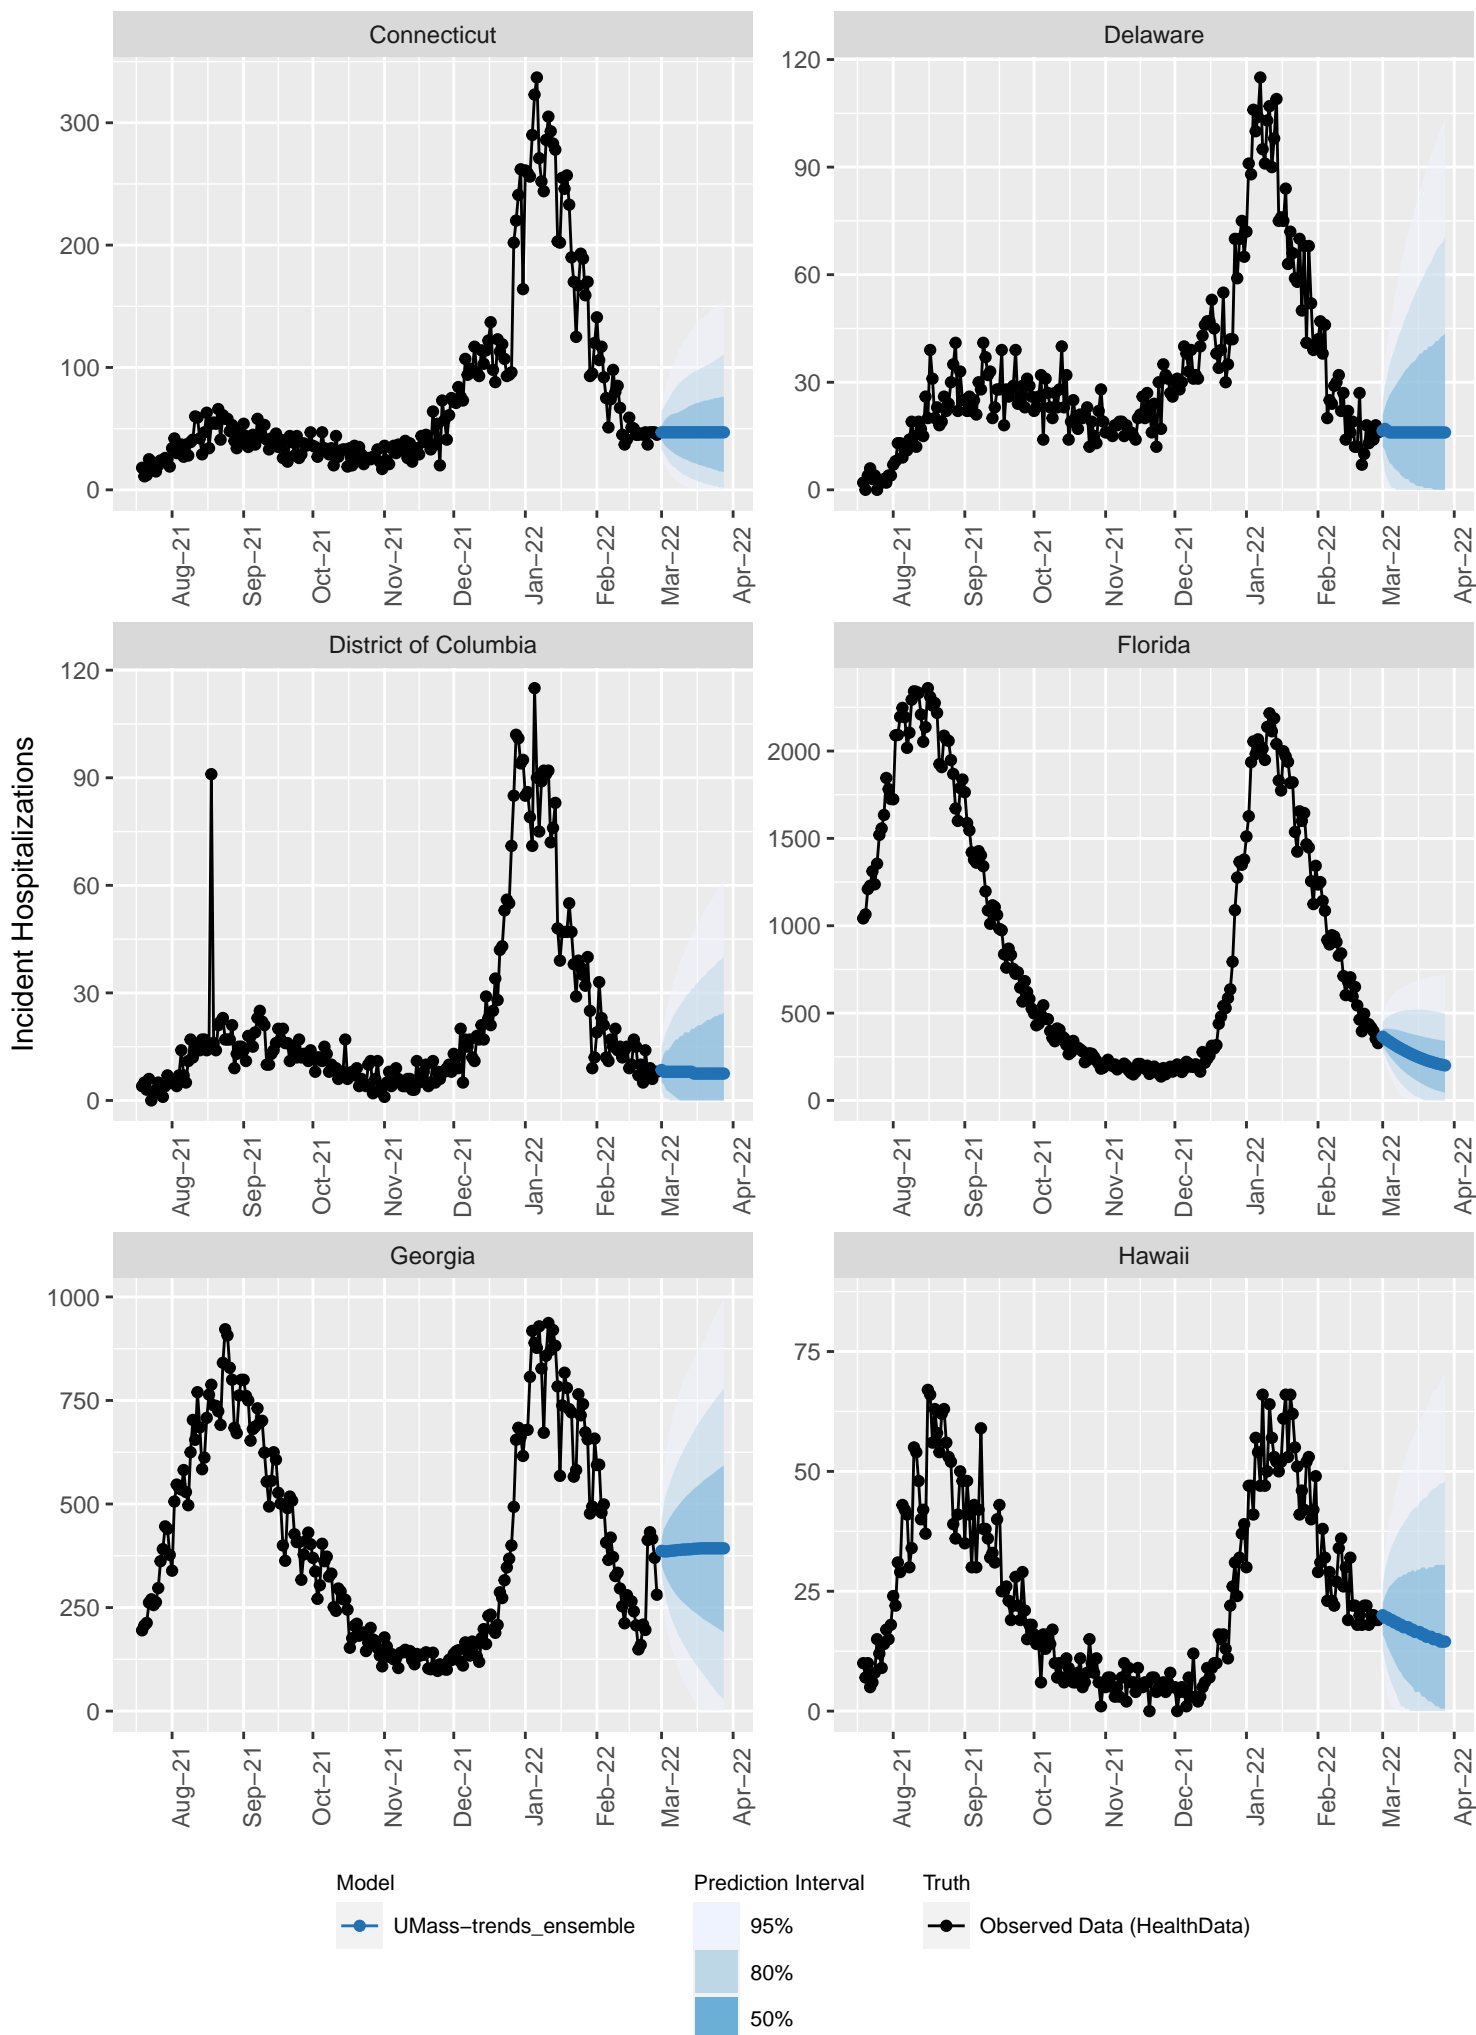 Connecticut
Delaware
0
100
200
300
Aug−21
Sep−21
Oct−21
Nov−21
Dec−21
Jan−22
Feb−22
Mar−22
Apr−22
0
30
60
90
120
Aug−21
Sep−21
Oct−21
Nov−21
Dec−21
Jan−22
Feb−22
Mar−22
Apr−22
Incident Hospitalizations
District of Columbia
Florida
0
30
60
90
120
Aug−21
Sep−21
Oct−21
Nov−21
Dec−21
Jan−22
Feb−22
Mar−22
Apr−22
0
500
1000
1500
2000
Aug−21
Sep−21
Oct−21
Nov−21
Dec−21
Jan−22
Feb−22
Mar−22
Apr−22
Georgia
Hawaii
0
250
500
750
1000
Aug−21
Sep−21
Oct−21
Nov−21
Dec−21
Jan−22
Feb−22
Mar−22
Apr−22
0
25
50
75
Aug−21
Sep−21
Oct−21
Nov−21
Dec−21
Jan−22
Feb−22
Mar−22
Apr−22
Model
UMass−trends_ensemble
Prediction Interval
95%
80%
50%
Truth
Observed Data (HealthData)